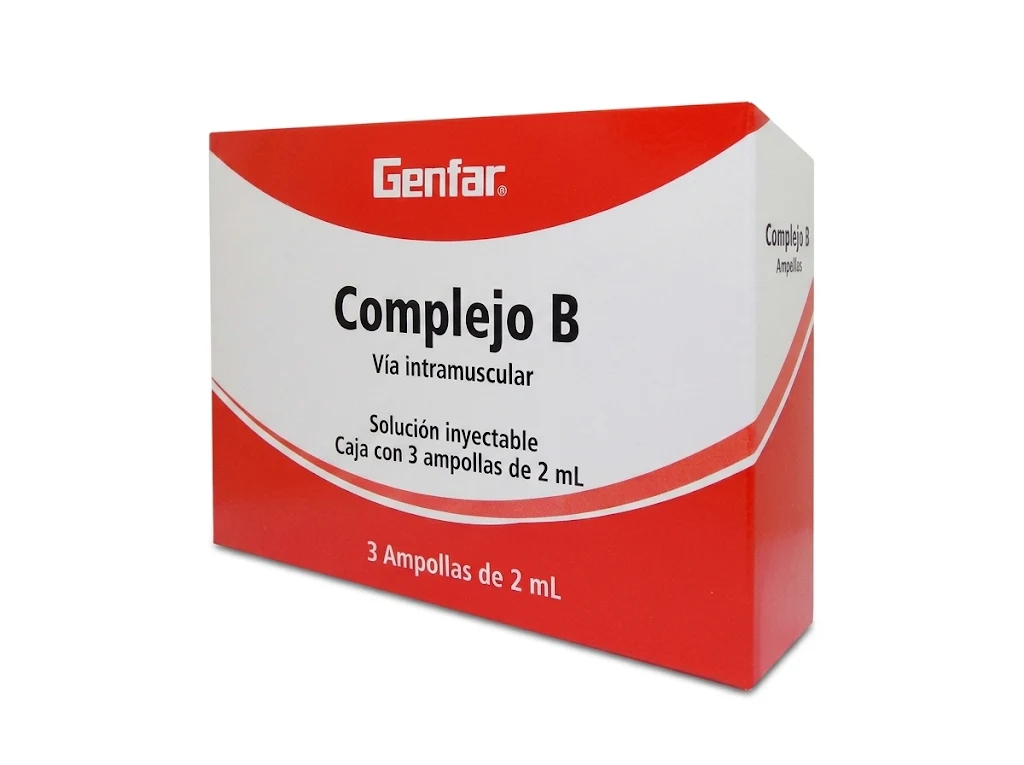 Genfar®
Complejo B
Vía intramuscular
Solución inyectable
Caja con 3 ampollas de 2 mL
3 Ampollas de 2 mL
Complejo B
Ampollas